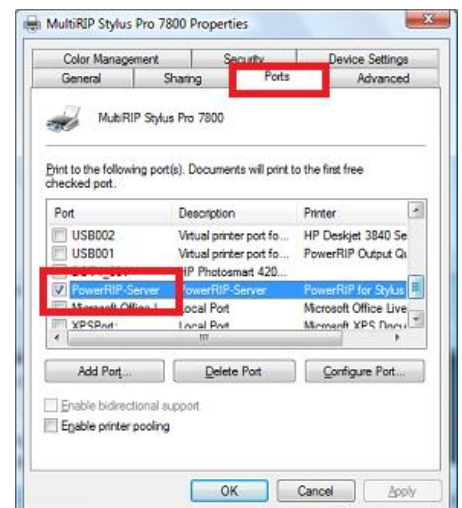 MultiRIP Stylus Pro 7800 Properties
Color Management Security Device Settings
General Sharing Ports Advanced
MultiRIP Stylus Pro 7800
Print to the following port(s). Documents will print to the first free
checked port.
Port Description Printer
USB002 Virtual printer port fo... HP Deskjet 3840 Se
USB001 Virtual printer port fo... PowerRIP Output Qu
HP Photosmart 420...
PowerRIP-Server PowerRIP-Server PowerRIP for Stylus
Microsoft Office L Local Port Microsoft Office Live
XPSPort: Local Port Microsoft XPS Docu
Add Port... Delete Port Configure Port...
Enable bidirectional support
Enable printer pooling
OK Cancel Apply